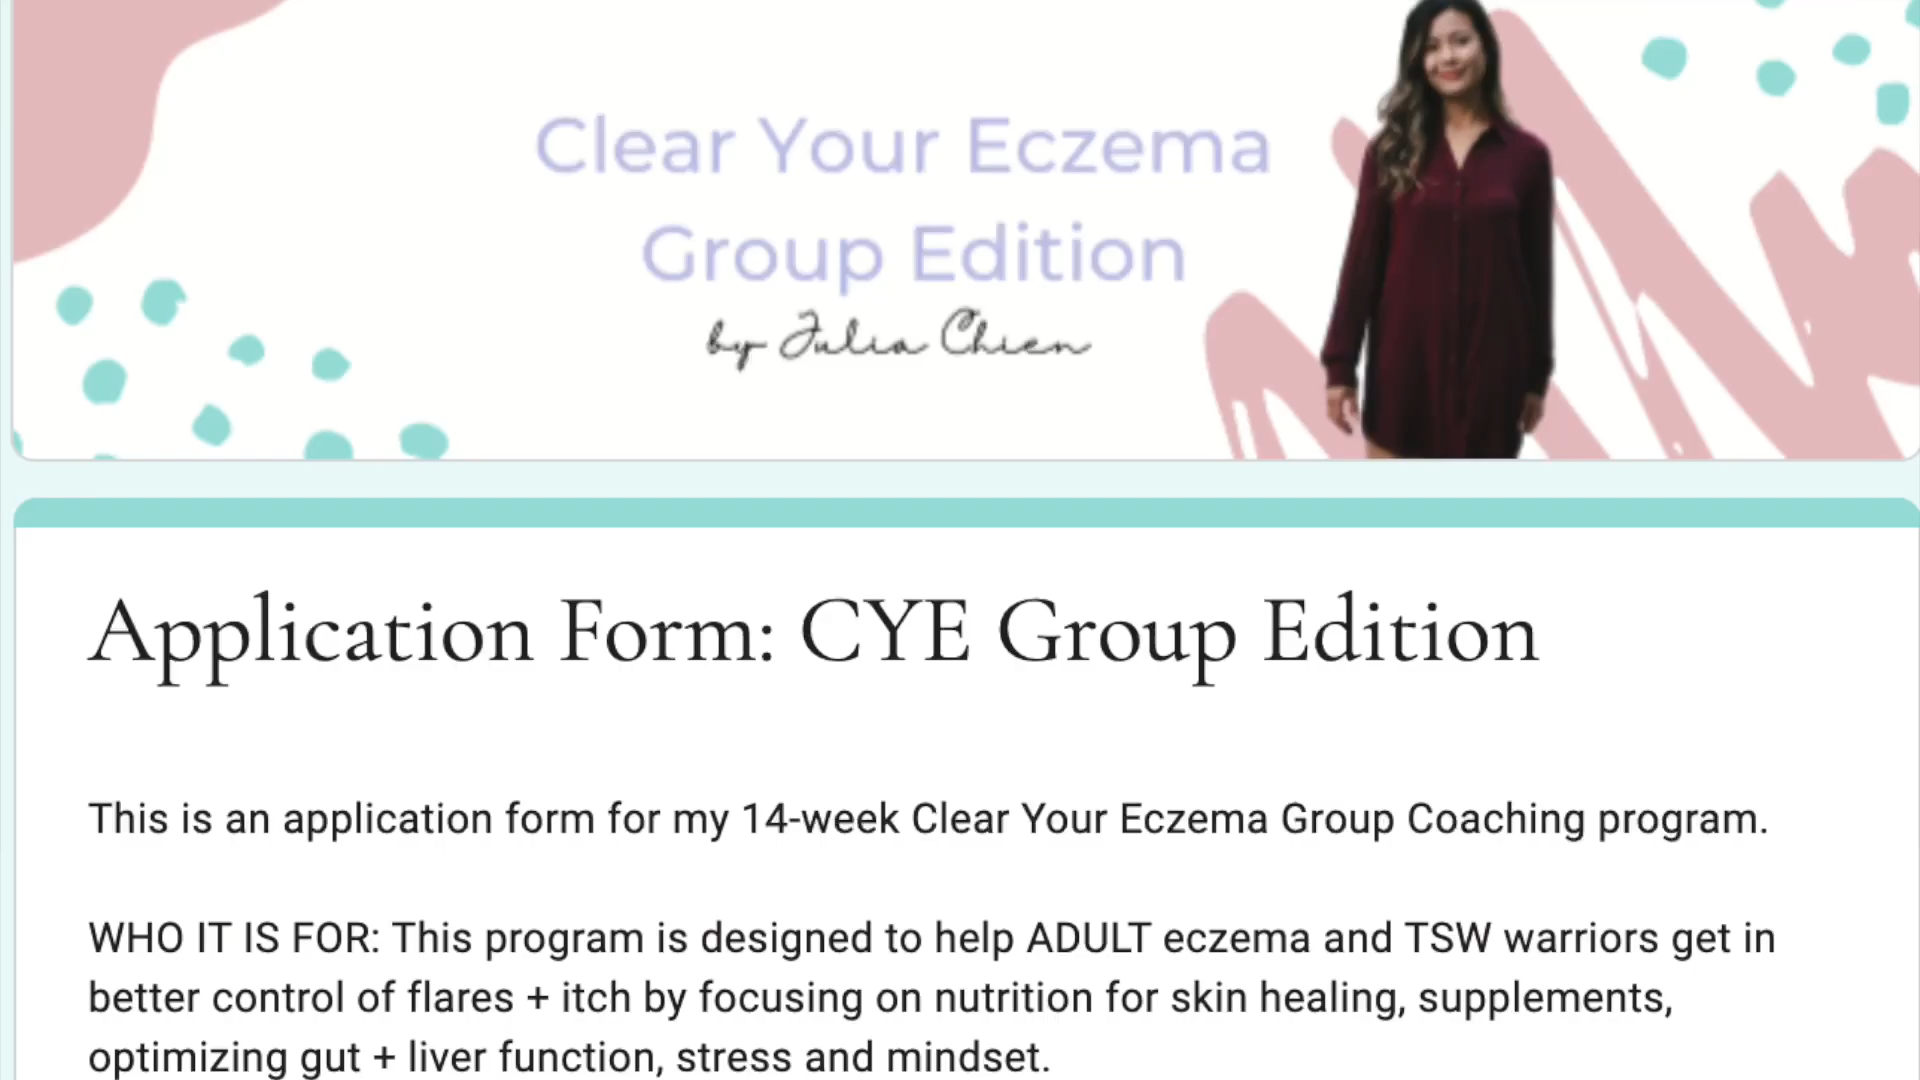 Clear Your Eczema
Group Edition
by Julia Chien
Application Form: CYE Group Edition
This is an application form for my 14-week Clear Your Eczema Group Coaching program.
WHO IT IS FOR: This program is designed to help ADULT eczema and TSW warriors get in
better control of flares + itch by focusing on nutrition for skin healing, supplements,
optimizing gut + liver function, stress and mindset.